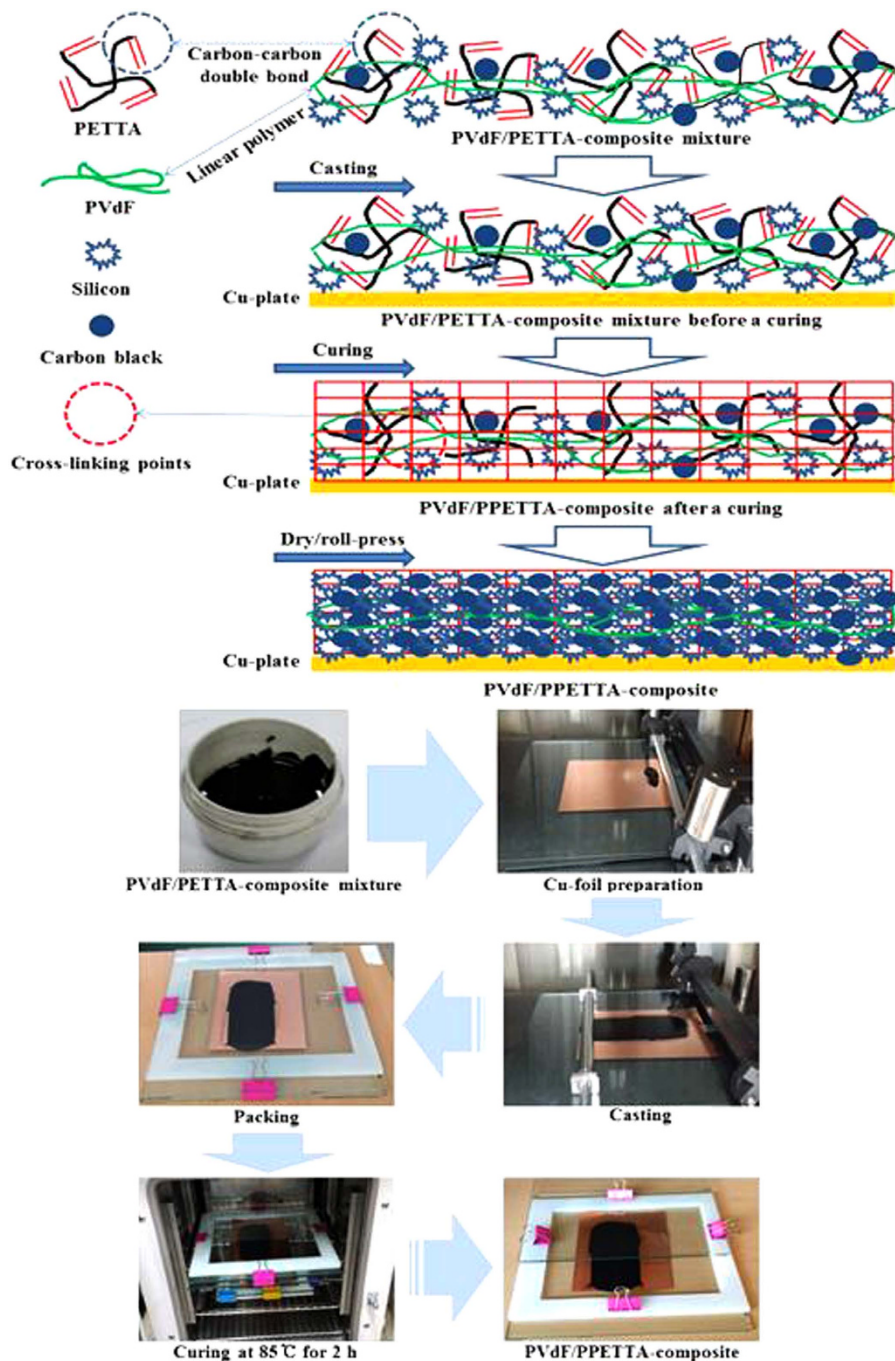 Carbon-carbon
double bond
PETTA
Linear polymer
PVdF/PETTA-composite mixture
PVdF
Casting
Silicon
Cu-plate
PVdF/PETTA-composite mixture before a curing
Carbon black
Curing
Cross-linking points
Cu-plate
PVdF/PPETTA-composite after a curing
Dry/roll-press
Cu-plate
PVdF/PPETTA-composite
PVdF/PETTA-composite mixture
Cu-foil preparation
Packing
Casting
Curing at 85℃ for 2 h
PVdF/PPETTA-composite